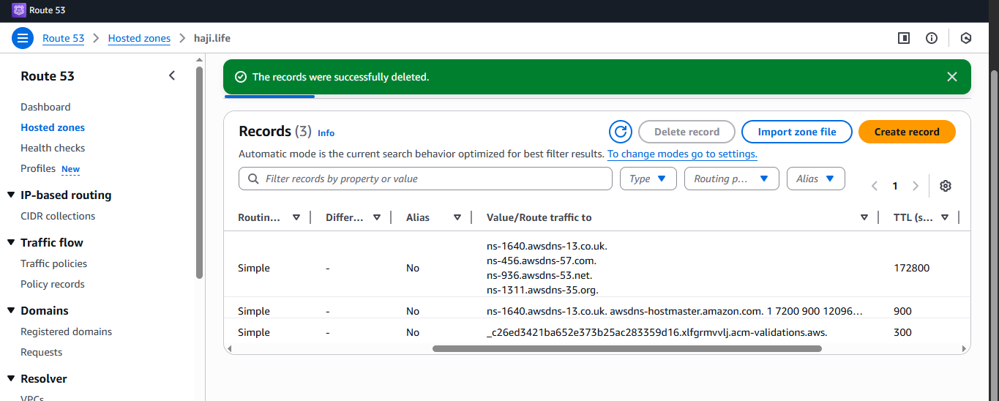 Route 53
Route 53 > Hosted zones > haji.life
Route 53
Dashboard
Hosted zones
Health checks
Profiles New
IP-based routing
CIDR collections
Traffic flow
Traffic policies
Policy records
Domains
Registered domains
Requests
Resolver
VPCs
The records were successfully deleted.
Records (3) Info
Delete record
Import zone file
Create record
Automatic mode is the current search behavior optimized for best filter results. To change modes go to settings.
Filter records by property or value
Type
Routing p...
Alias
1
Routin... Differ... Alias Value/Route traffic to TTL (s...
ns-1640.awsdns-13.co.uk.
ns-456.awsdns-57.com.
Simple - No 172800
ns-936.awsdns-53.net.
ns-1311.awsdns-35.org.
Simple - No ns-1640.awsdns-13.co.uk. awsdns-hostmaster.amazon.com. 1 7200 900 12096... 900
Simple - No _c26ed3421ba652e373b25ac283359d16.xlfgrmvvlj.acm-validations.aws. 300